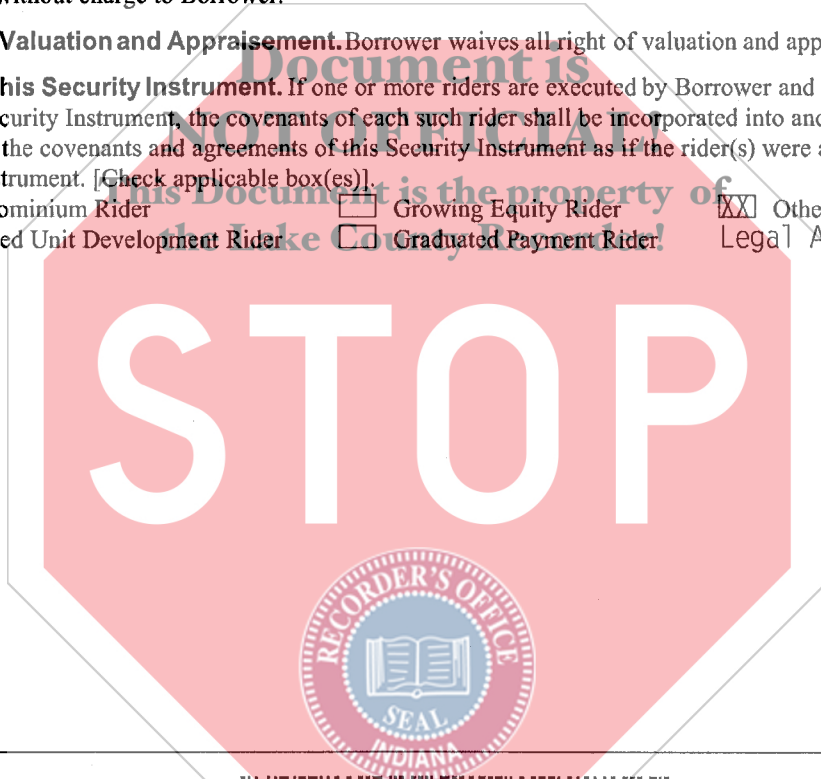 without charge to Borrower.
Valuation and Appraisement. Borrower waives all right of valuation and app
Document is
his Security Instrument. If one or more riders are executed by Borrower and
curity Instrument, the covenants of each such rider shall be incorporated into and
NOT OFFICIAL!
the covenants and agreements of this Security Instrument as if the rider(s) were a
trument. [Check applicable box(es)].
This Document is the property of
ominium Rider Growing Equity Rider XX Othe
ed Unit Development Rider Graduated Payment Rider Legal A
the Lake County Recorder!
STOP
RECORDER'S OFFICE
SEAL
INDIANA